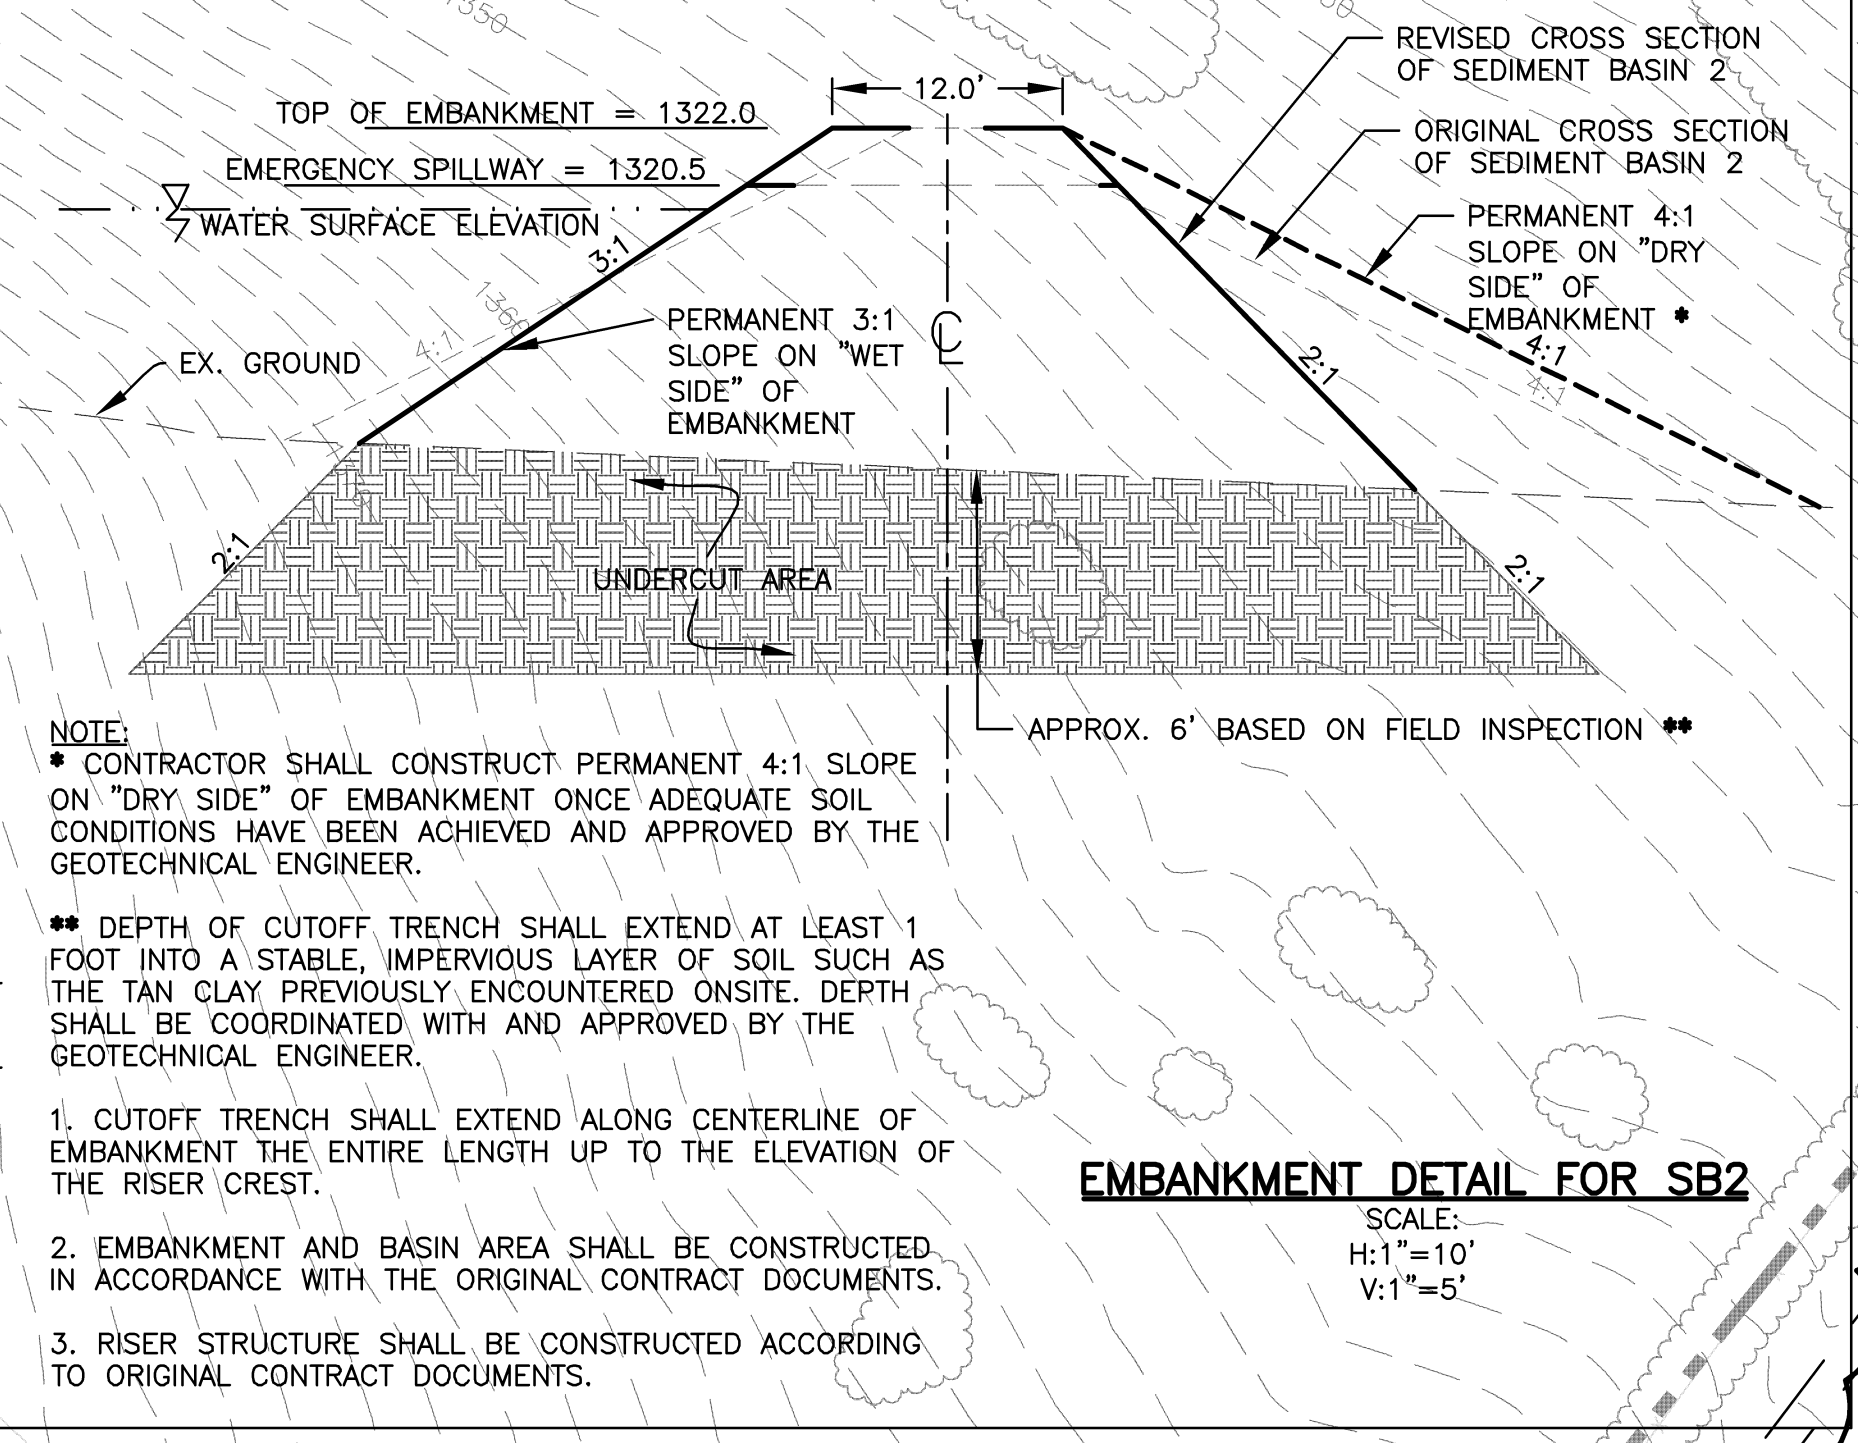 1350
REVISED CROSS SECTION
OF SEDIMENT BASIN 2
12.0'
TOP OF EMBANKMENT = 1322.0
ORIGINAL CROSS SECTION
OF SEDIMENT BASIN 2
EMERGENCY SPILLWAY = 1320.5
WATER SURFACE ELEVATION
PERMANENT 4:1
SLOPE ON "DRY
SIDE" OF
EMBANKMENT *
3:1
1360
4:1
PERMANENT 3:1
SLOPE ON "WET
SIDE" OF
EMBANKMENT
CL
EX. GROUND
2:1
4:1
4:1
2:1
2:1
UNDERCUT AREA
APPROX. 6' BASED ON FIELD INSPECTION **
NOTE:
* CONTRACTOR SHALL CONSTRUCT PERMANENT 4:1 SLOPE
ON "DRY SIDE" OF EMBANKMENT ONCE ADEQUATE SOIL
CONDITIONS HAVE BEEN ACHIEVED AND APPROVED BY THE
GEOTECHNICAL ENGINEER.
** DEPTH OF CUTOFF TRENCH SHALL EXTEND AT LEAST 1
FOOT INTO A STABLE, IMPERVIOUS LAYER OF SOIL SUCH AS
THE TAN CLAY PREVIOUSLY ENCOUNTERED ONSITE. DEPTH
SHALL BE COORDINATED WITH AND APPROVED BY THE
GEOTECHNICAL ENGINEER.
1. CUTOFF TRENCH SHALL EXTEND ALONG CENTERLINE OF
EMBANKMENT THE ENTIRE LENGTH UP TO THE ELEVATION OF
THE RISER CREST.
2. EMBANKMENT AND BASIN AREA SHALL BE CONSTRUCTED
IN ACCORDANCE WITH THE ORIGINAL CONTRACT DOCUMENTS.
3. RISER STRUCTURE SHALL BE CONSTRUCTED ACCORDING
TO ORIGINAL CONTRACT DOCUMENTS.
EMBANKMENT DETAIL FOR SB2
SCALE:
H:1"=10'
V:1"=5'